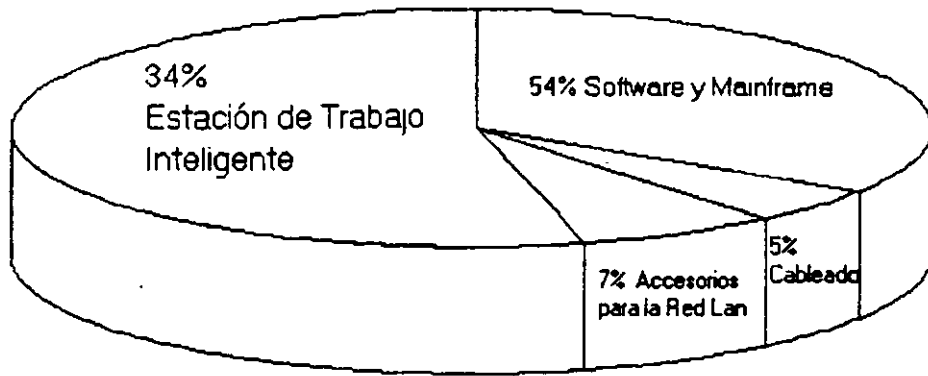 34%
Estación de Trabajo
Inteligente
54% Software y Mainframe
7% Accesorios
para la Red Lan
5%
Cableado